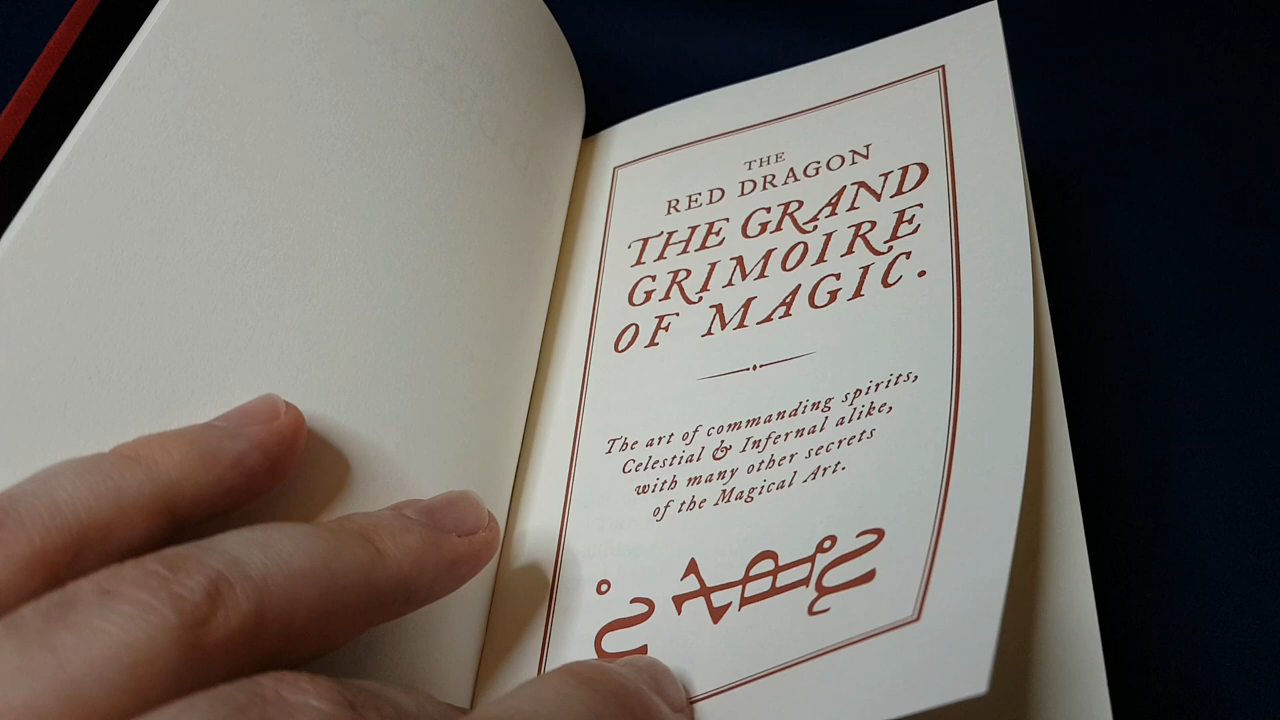 THE
RED DRAGON
THE GRAND
GRIMOIRE
OF MAGIC.
The art of commanding spirits,
Celestial & Infernal alike,
with many other secrets
of the Magical Art.